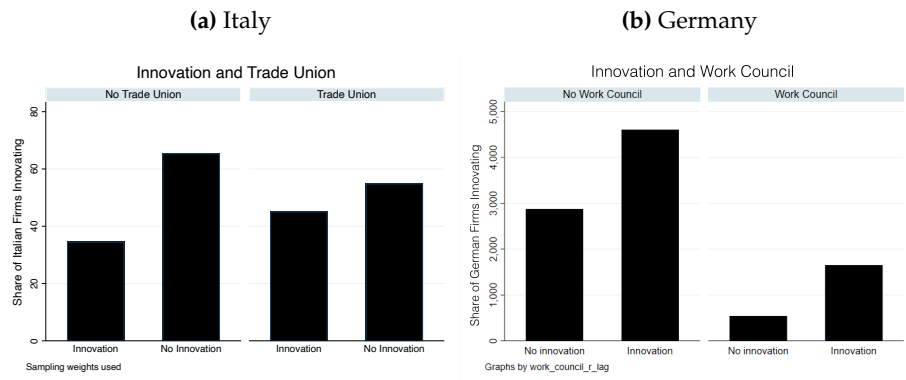 (a) Italy
Innovation and Trade Union
No Trade Union
Trade Union
Share of Italian Firms Innovating
80
60
40
20
0
Innovation
No Innovation
Innovation
No Innovation
Sampling weights used
(b) Germany
Innovation and Work Council
No Work Council
Work Council
Share of German Firms Innovating
5,000
4,000
3,000
2,000
1,000
0
No innovation
Innovation
No innovation
Innovation
Graphs by work_council_r_lag